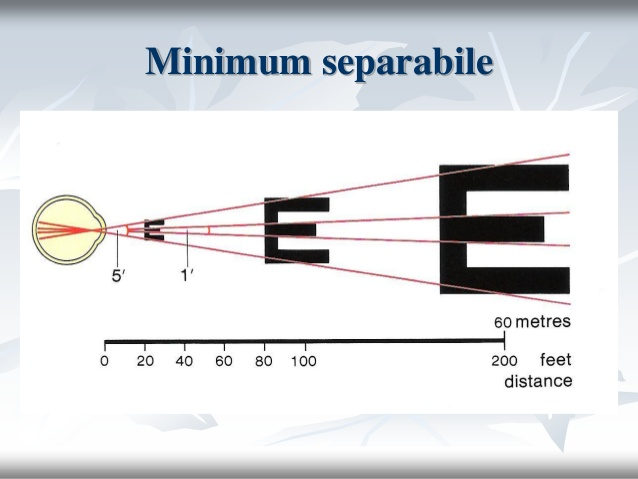 Minimum separabile
5′ 1′
60 metres
0 20 40 60 80 100 200 feet
distance